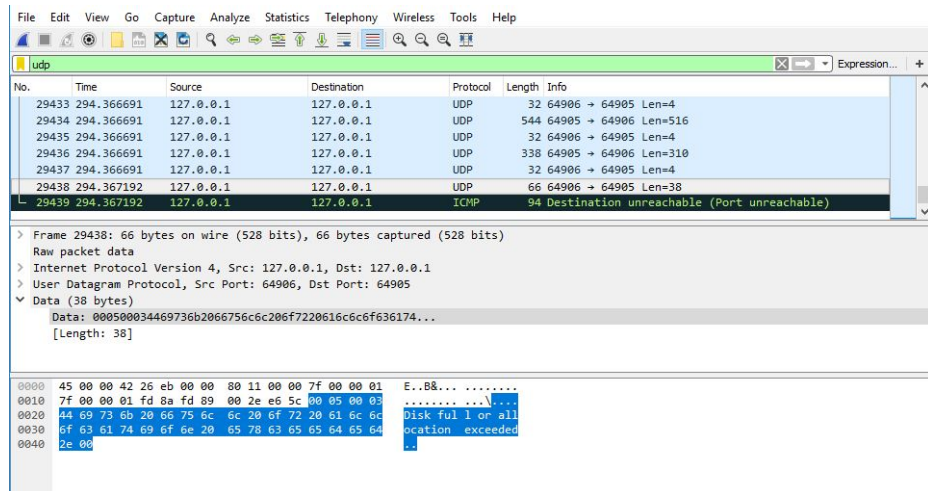 File Edit View Go Capture Analyze Statistics Telephony Wireless Tools Help
udp Expression... +
No. Time Source Destination Protocol Length Info
29433 294.366691 127.0.0.1 127.0.0.1 UDP 32 64906 → 64905 Len=4
29434 294.366691 127.0.0.1 127.0.0.1 UDP 544 64905 → 64906 Len=516
29435 294.366691 127.0.0.1 127.0.0.1 UDP 32 64906 → 64905 Len=4
29436 294.366691 127.0.0.1 127.0.0.1 UDP 338 64905 → 64906 Len=310
29437 294.366691 127.0.0.1 127.0.0.1 UDP 32 64906 → 64905 Len=4
29438 294.367192 127.0.0.1 127.0.0.1 UDP 66 64906 → 64905 Len=38
29439 294.367192 127.0.0.1 127.0.0.1 ICMP 94 Destination unreachable (Port unreachable)
> Frame 29438: 66 bytes on wire (528 bits), 66 bytes captured (528 bits)
Raw packet data
> Internet Protocol Version 4, Src: 127.0.0.1, Dst: 127.0.0.1
> User Datagram Protocol, Src Port: 64906, Dst Port: 64905
Data (38 bytes)
Data: 000500034469736b2066756c6c206f7220616c6c6f636174...
[Length: 38]
0000 45 00 00 42 26 eb 00 00 80 11 00 00 7f 00 00 01 E..B&... ........
0010 7f 00 00 01 fd 8a fd 89 00 2e e6 5c 00 05 00 03 ........ ...\....
0020 44 69 73 6b 20 66 75 6c 6c 20 6f 72 20 61 6c 6c Disk ful l or all
0030 6f 63 61 74 69 6f 6e 20 65 78 63 65 65 64 65 64 ocation exceeded
0040 2e 00 ..